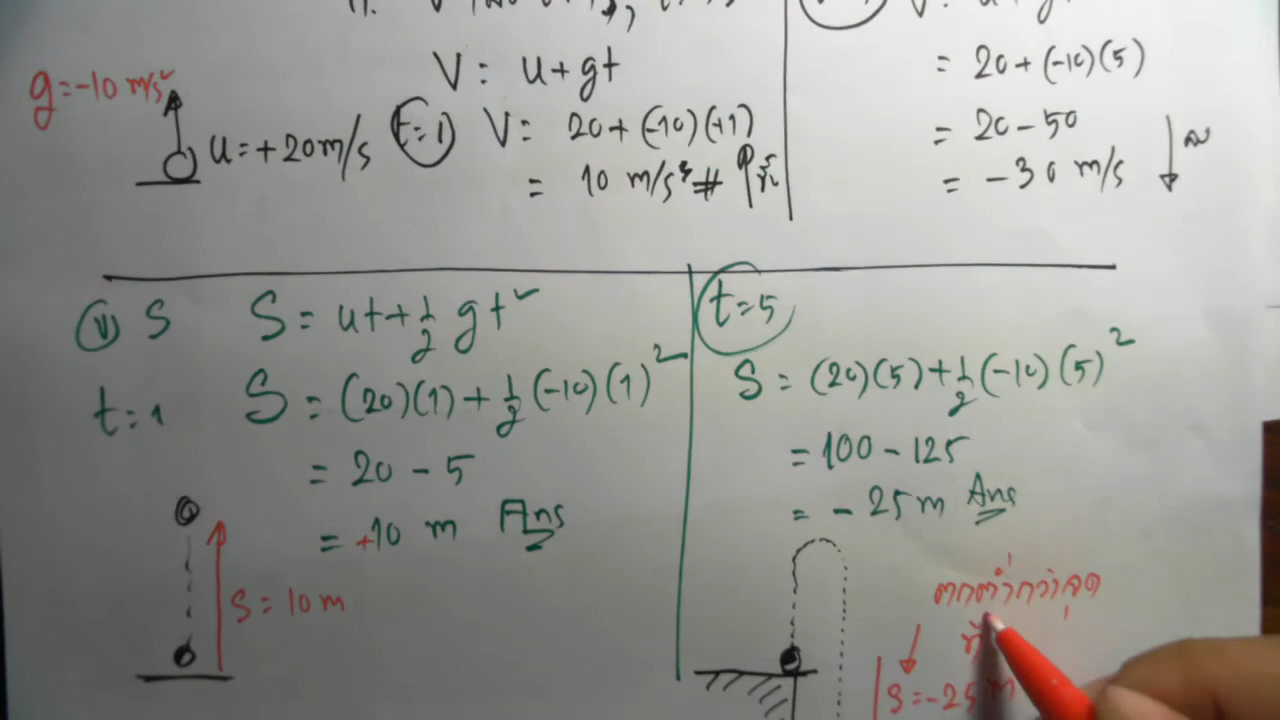 g = -10 m/s²
u = +20 m/s
V = u + gt
t = 1 V = 20 + (-10)(+1)
= 10 m/s #
V = u + g
= 20 + (-10)(5)
= 20 - 50
= -30 m/s
S S = ut + 1/2 gt²
t = 1 S = (20)(1) + 1/2 (-10)(1)²
= 20 - 5
= +10 m Ans
S = 10 m
t = 5
S = (20)(5) + 1/2 (-10)(5)²
= 100 - 125
= -25 m Ans
ตกต่ำกว่าจุด
S = -25 m